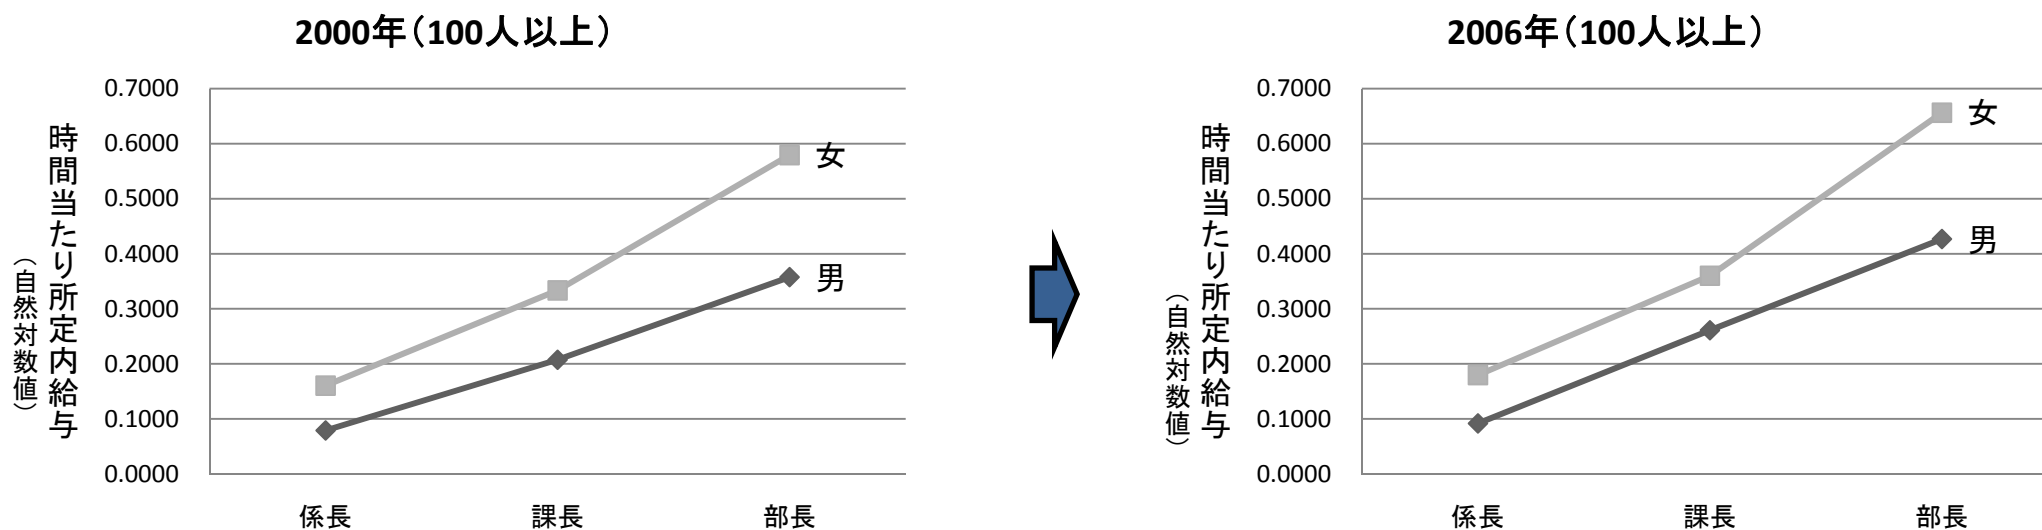 2000年（100人以上）
時間当たり所定内給与
（自然対数値）
0.7000
0.6000
0.5000
0.4000
0.3000
0.2000
0.1000
0.0000
女
男
係長
課長
部長
2006年（100人以上）
時間当たり所定内給与
（自然対数値）
0.7000
0.6000
0.5000
0.4000
0.3000
0.2000
0.1000
0.0000
女
男
係長
課長
部長